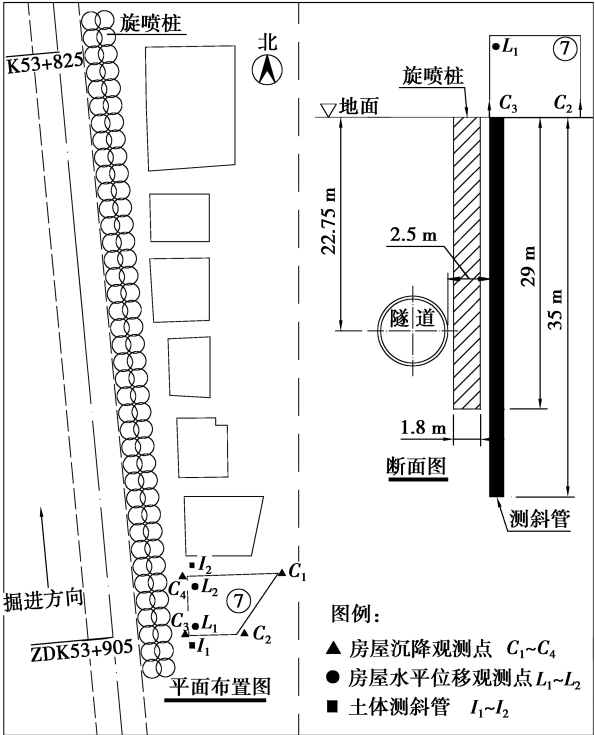 旋喷桩
K53+825
北
I₂
C₁
C₄
L₂
⑦
掘进方向
C₃
L₁
C₂
I₁
ZDK53+905
平面布置图
L₁
⑦
旋喷桩
C₃
C₂
地面
22.75 m
2.5 m
29 m
35 m
隧道
1.8 m
断面图
测斜管
图例：
▲ 房屋沉降观测点 C₁~C₄
● 房屋水平位移观测点 L₁~L₂
■ 土体测斜管 I₁~I₂